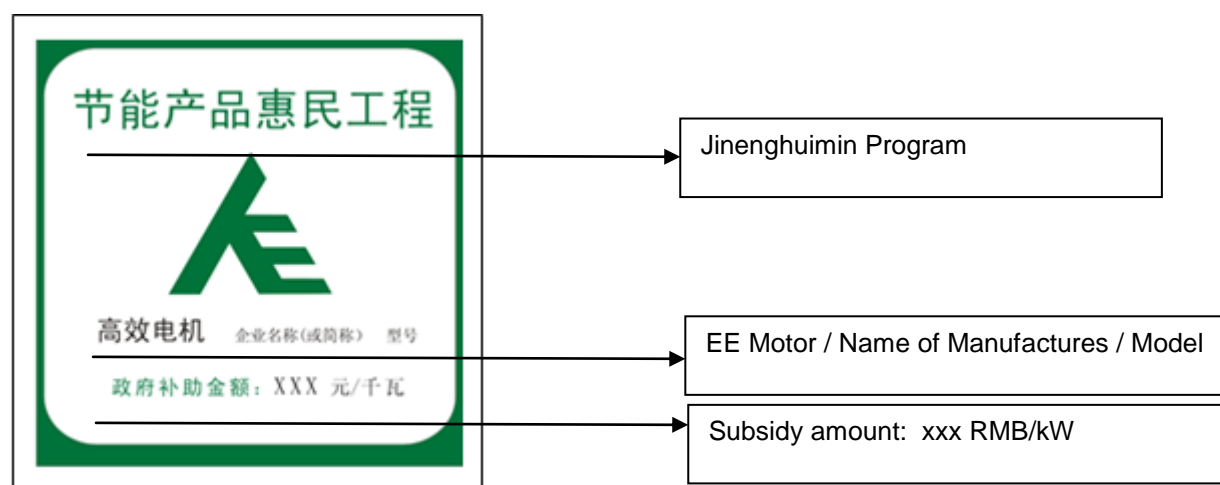 节能产品惠民工程
Jinenghuimin Program
高效电机 企业名称(或简称) 型号
EE Motor / Name of Manufactures / Model
政府补助金额：XXX 元/千瓦
Subsidy amount: xxx RMB/kW